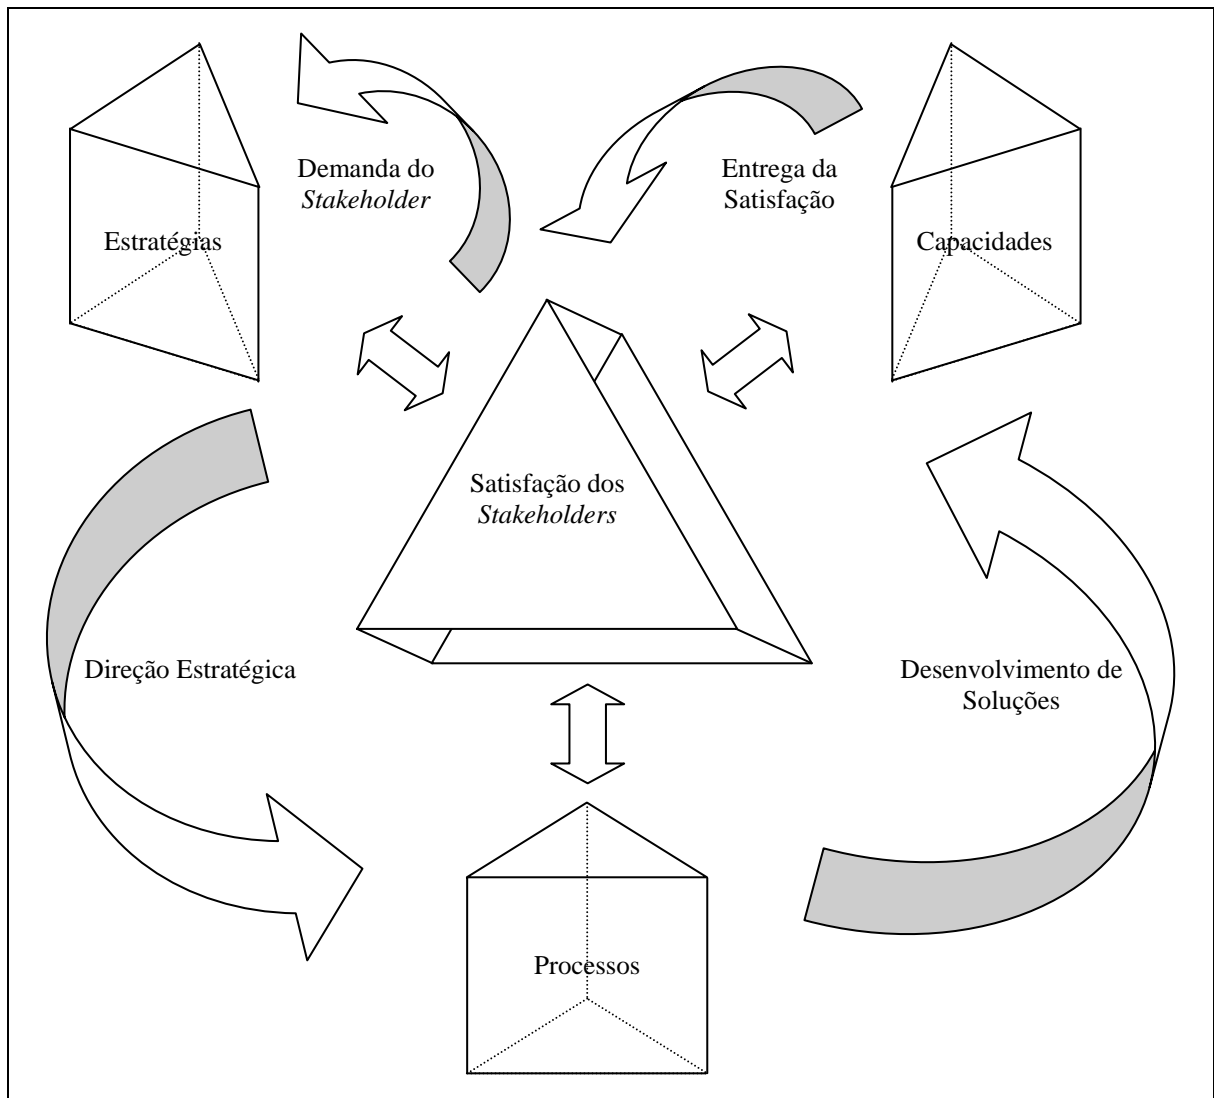 Demanda do
Stakeholder
Entrega da
Satisfação
Estratégias
Capacidades
Satisfação dos
Stakeholders
Direção Estratégica
Desenvolvimento de
Soluções
Processos